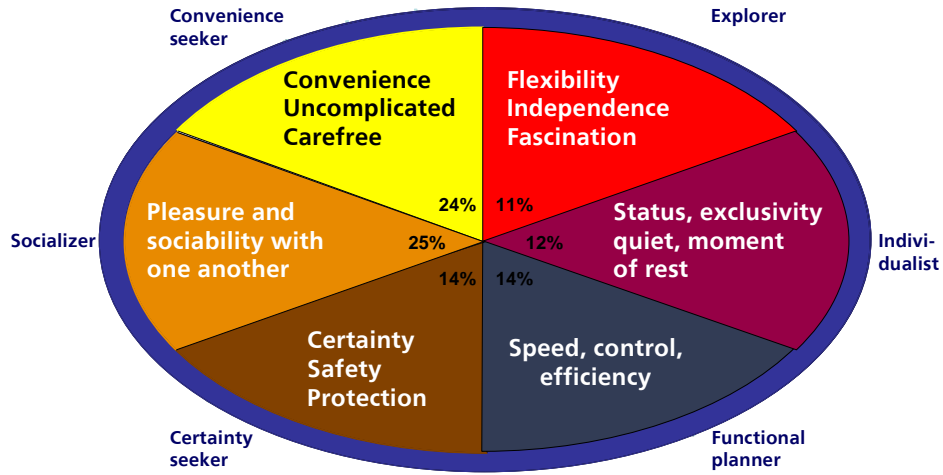 Convenience
seeker
Explorer
Convenience
Uncomplicated
Carefree
Flexibility
Independence
Fascination
24%
11%
Socializer
Pleasure and
sociability with
one another
25%
12%
Status, exclusivity
quiet, moment
of rest
Indivi-
dualist
14%
14%
Certainty
Safety
Protection
Speed, control,
efficiency
Certainty
seeker
Functional
planner